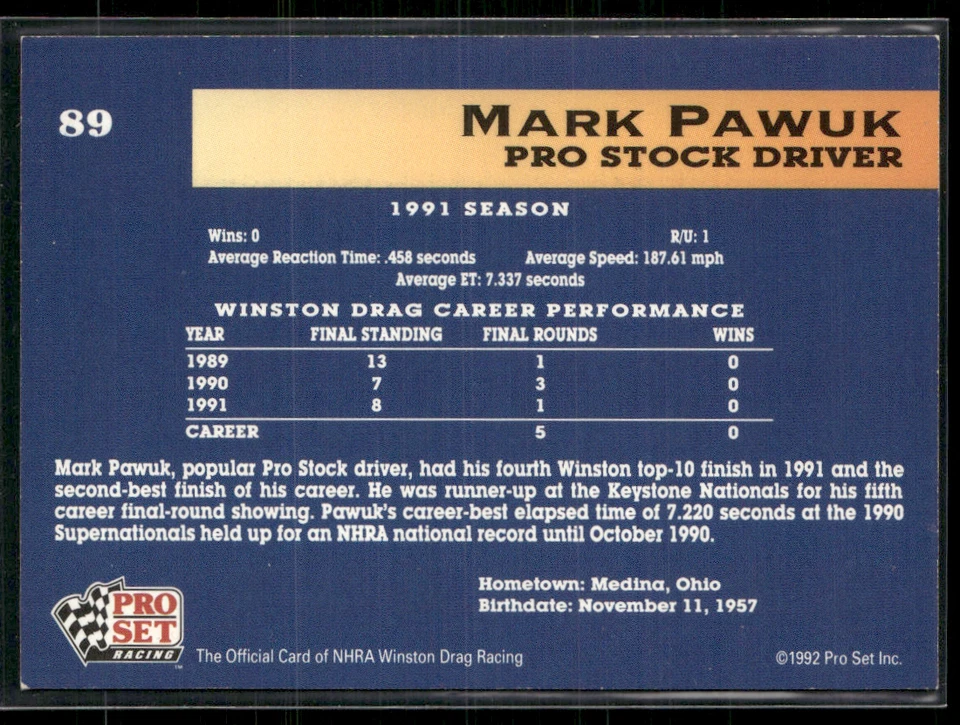 89
MARK PAWUK
PRO STOCK DRIVER
1991 SEASON
Wins: 0 R/U: 1
Average Reaction Time: .458 seconds Average Speed: 187.61 mph
Average ET: 7.337 seconds
WINSTON DRAG CAREER PERFORMANCE
YEAR FINAL STANDING FINAL ROUNDS WINS
1989 13 1 0
1990 7 3 0
1991 8 1 0
CAREER 5 0
Mark Pawuk, popular Pro Stock driver, had his fourth Winston top-10 finish in 1991 and the
second-best finish of his career. He was runner-up at the Keystone Nationals for his fifth
career final-round showing. Pawuk's career-best elapsed time of 7.220 seconds at the 1990
Supernationals held up for an NHRA national record until October 1990.
Hometown: Medina, Ohio
Birthdate: November 11, 1957
PRO
SET
RACING™
The Official Card of NHRA Winston Drag Racing ©1992 Pro Set Inc.